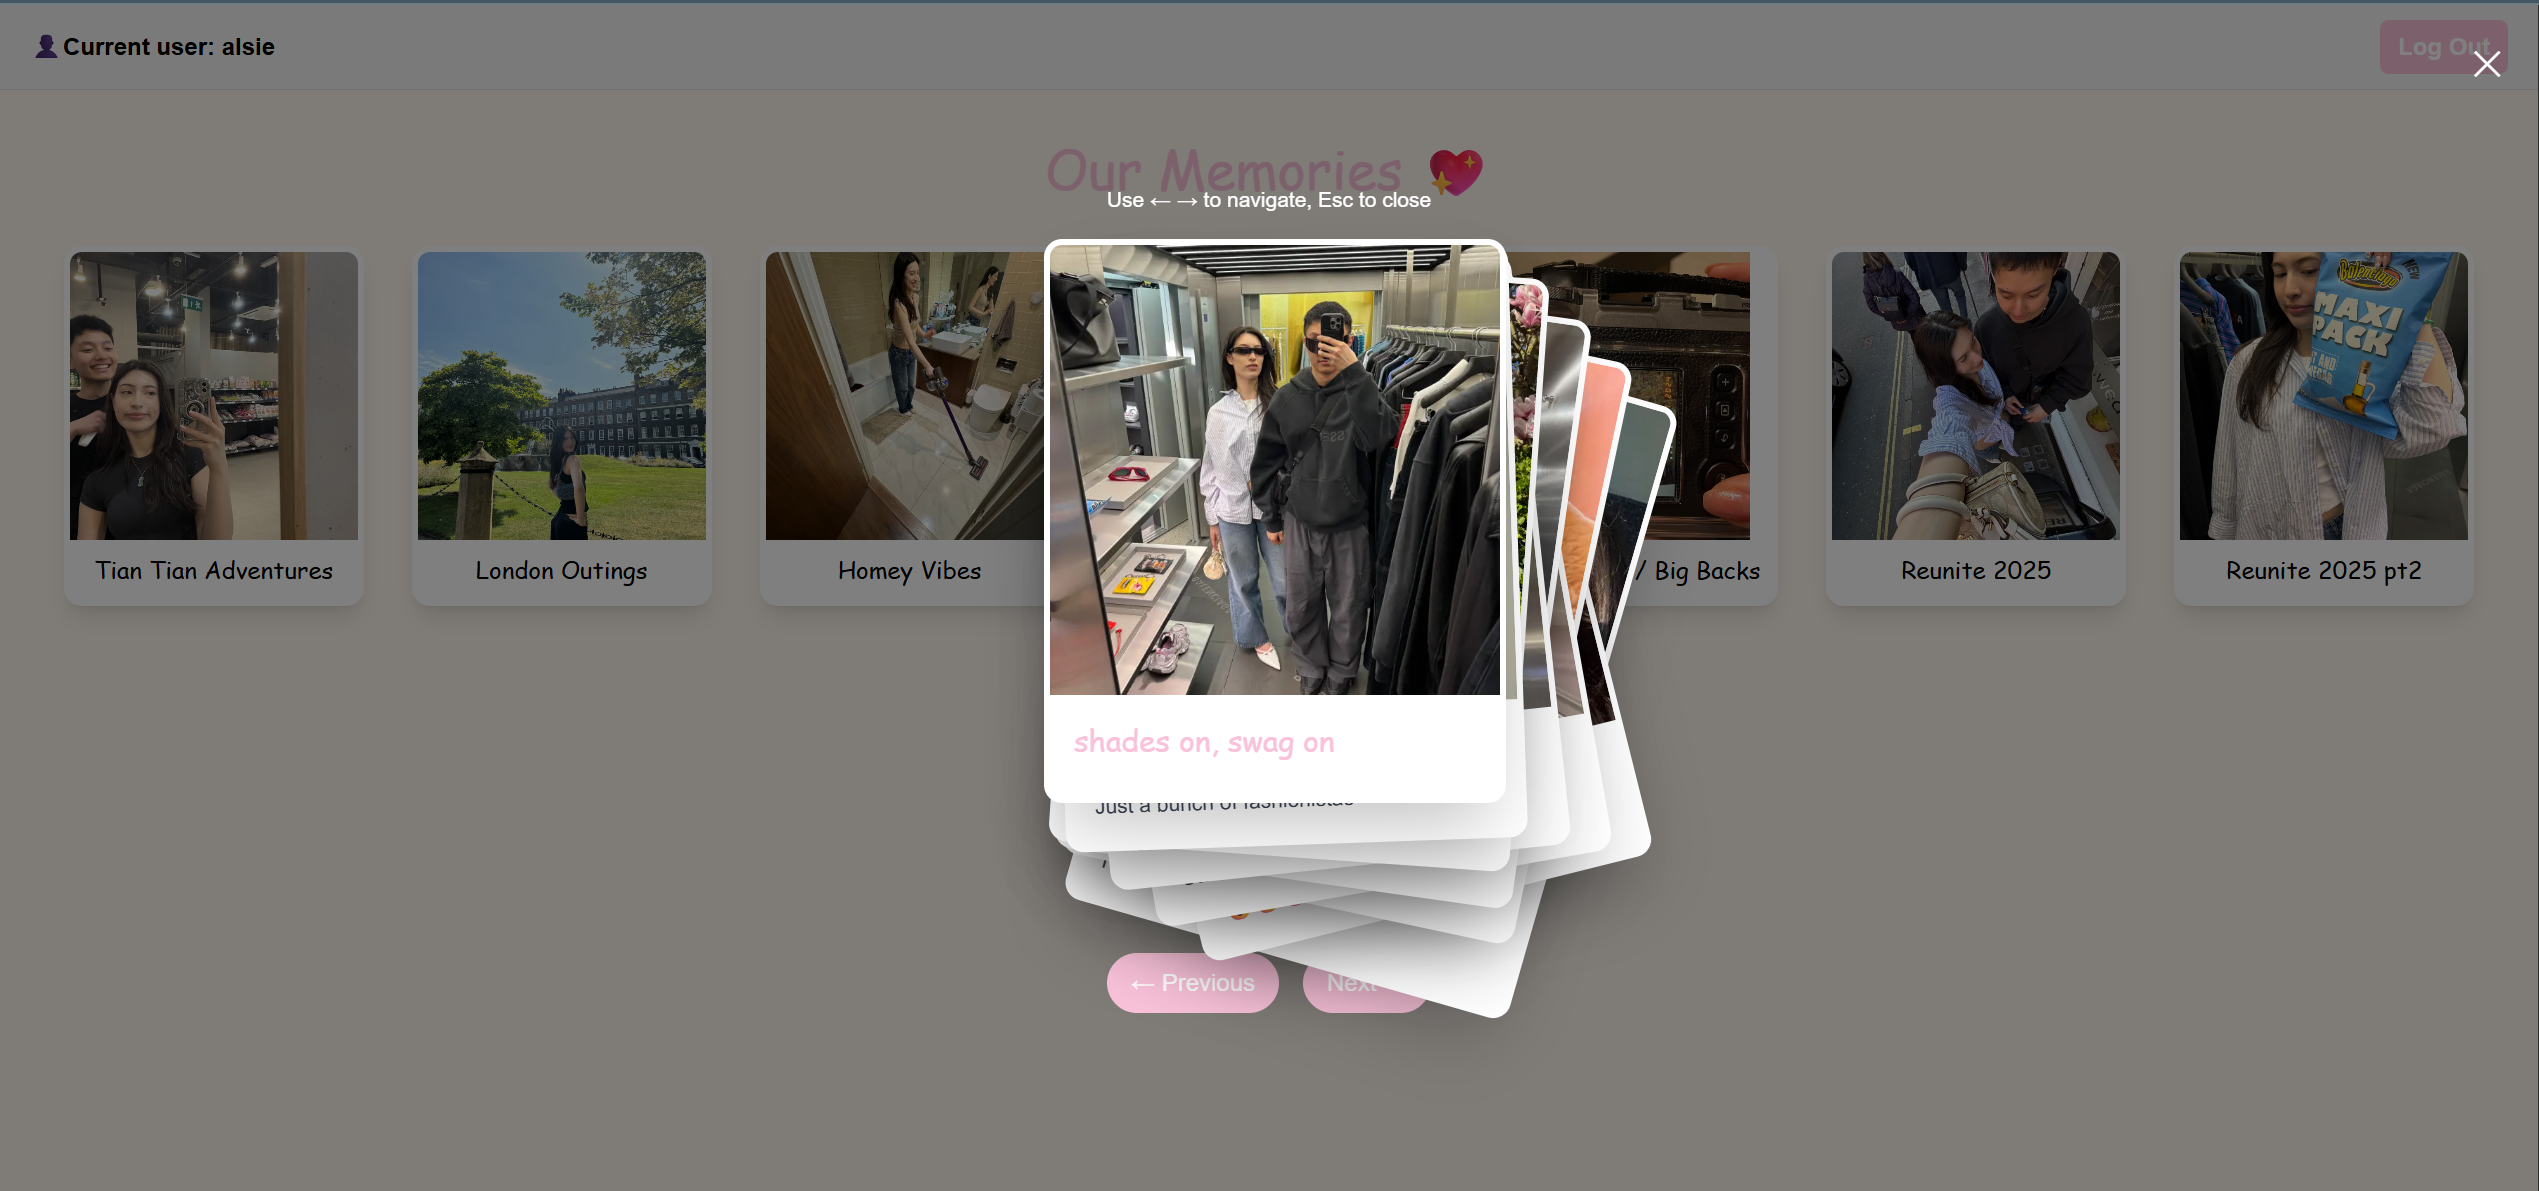 Current user: alsie
Log Out
Our Memories
Use ← → to navigate, Esc to close
Bolenciaga
NEW
MAXI
PACK
Tian Tian Adventures
London Outings
Homey Vibes
/ Big Backs
Reunite 2025
Reunite 2025 pt2
shades on, swag on
Just a bunch of fashionistas
← Previous
Next